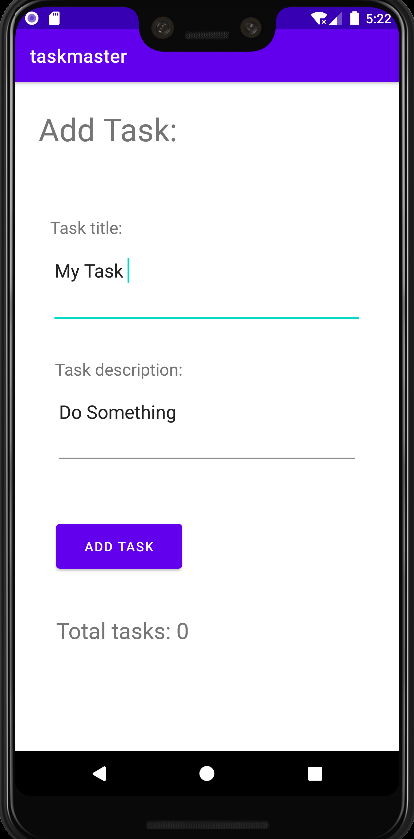 5:22
taskmaster
Add Task:
Task title:
My Task
Task description:
Do Something
ADD TASK
Total tasks: 0